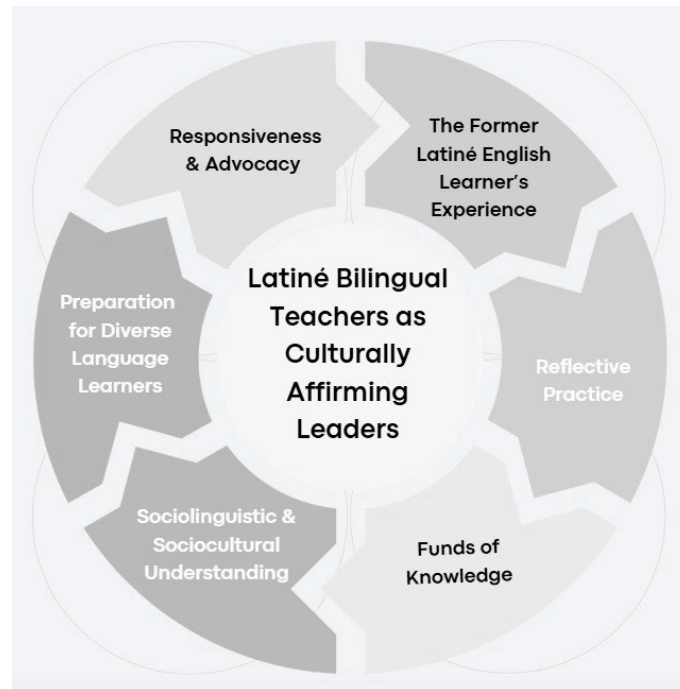 Responsiveness
& Advocacy
The Former
Latiné English
Learner's
Experience
Latiné Bilingual
Teachers as
Culturally
Affirming
Leaders
Preparation
for Diverse
Language
Learners
Reflective
Practice
Sociolinguistic &
Sociocultural
Understanding
Funds of
Knowledge